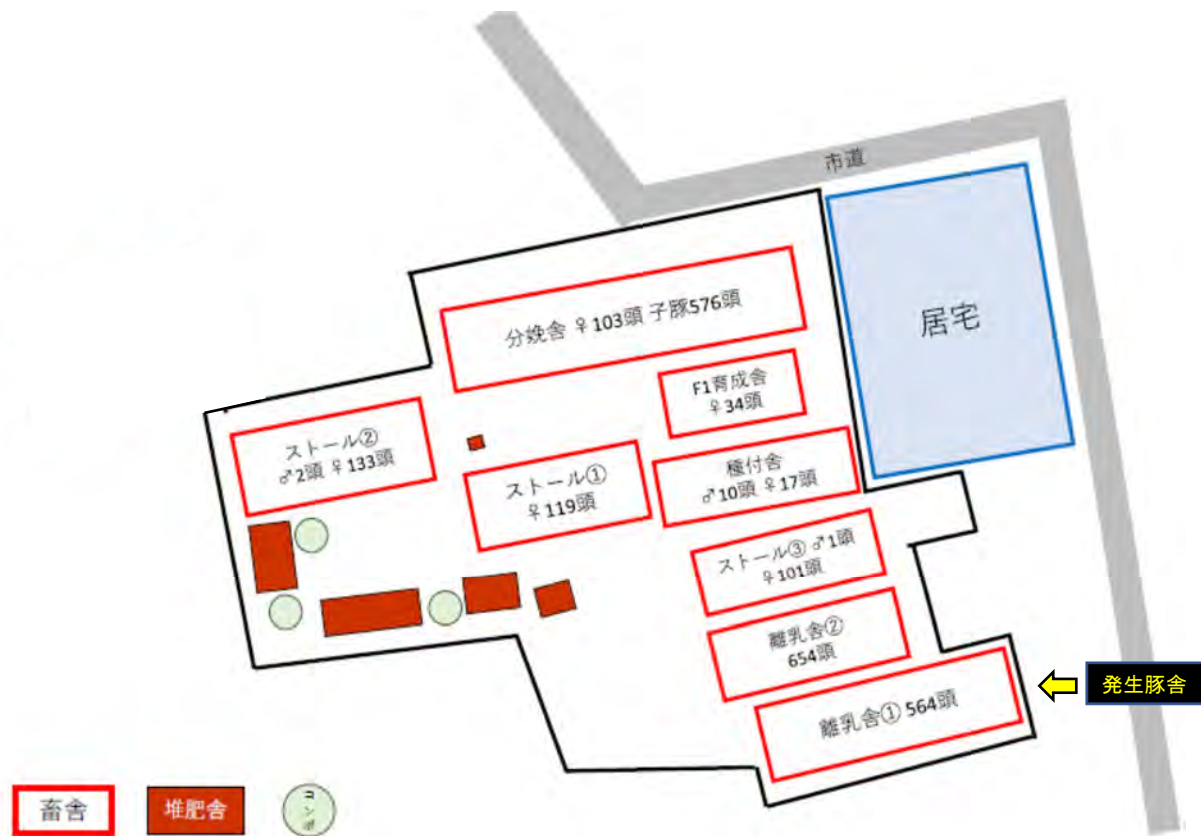 市道
居宅
分娩舎 ♀103頭 子豚576頭
F1育成舎
♀34頭
ストール②
♂2頭 ♀133頭
ストール①
♀119頭
種付舎
♂10頭 ♀17頭
ストール③ ♂1頭
♀101頭
離乳舎②
654頭
離乳舎① 564頭
発生豚舎
畜舎
堆肥舎
コンポ